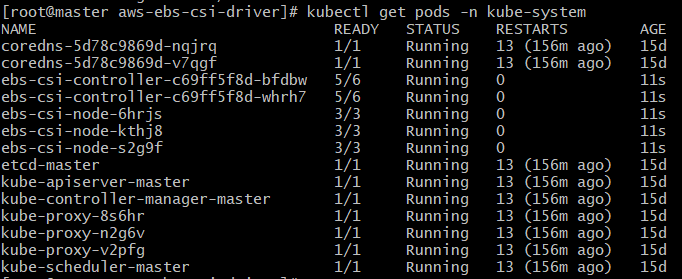 [root@master aws-ebs-csi-driver]# kubectl get pods -n kube-system
NAME READY STATUS RESTARTS AGE
coredns-5d78c9869d-nqjrq 1/1 Running 13 (156m ago) 15d
coredns-5d78c9869d-v7qgf 1/1 Running 13 (156m ago) 15d
ebs-csi-controller-c69ff5f8d-bfdbw 5/6 Running 0 11s
ebs-csi-controller-c69ff5f8d-whrh7 5/6 Running 0 11s
ebs-csi-node-6hrjs 3/3 Running 0 11s
ebs-csi-node-kthj8 3/3 Running 0 11s
ebs-csi-node-s2g9f 3/3 Running 0 11s
etcd-master 1/1 Running 13 (156m ago) 15d
kube-apiserver-master 1/1 Running 13 (156m ago) 15d
kube-controller-manager-master 1/1 Running 13 (156m ago) 15d
kube-proxy-8s6hr 1/1 Running 13 (156m ago) 15d
kube-proxy-n2g6v 1/1 Running 13 (156m ago) 15d
kube-proxy-v2pfg 1/1 Running 13 (156m ago) 15d
kube-scheduler-master 1/1 Running 13 (156m ago) 15d